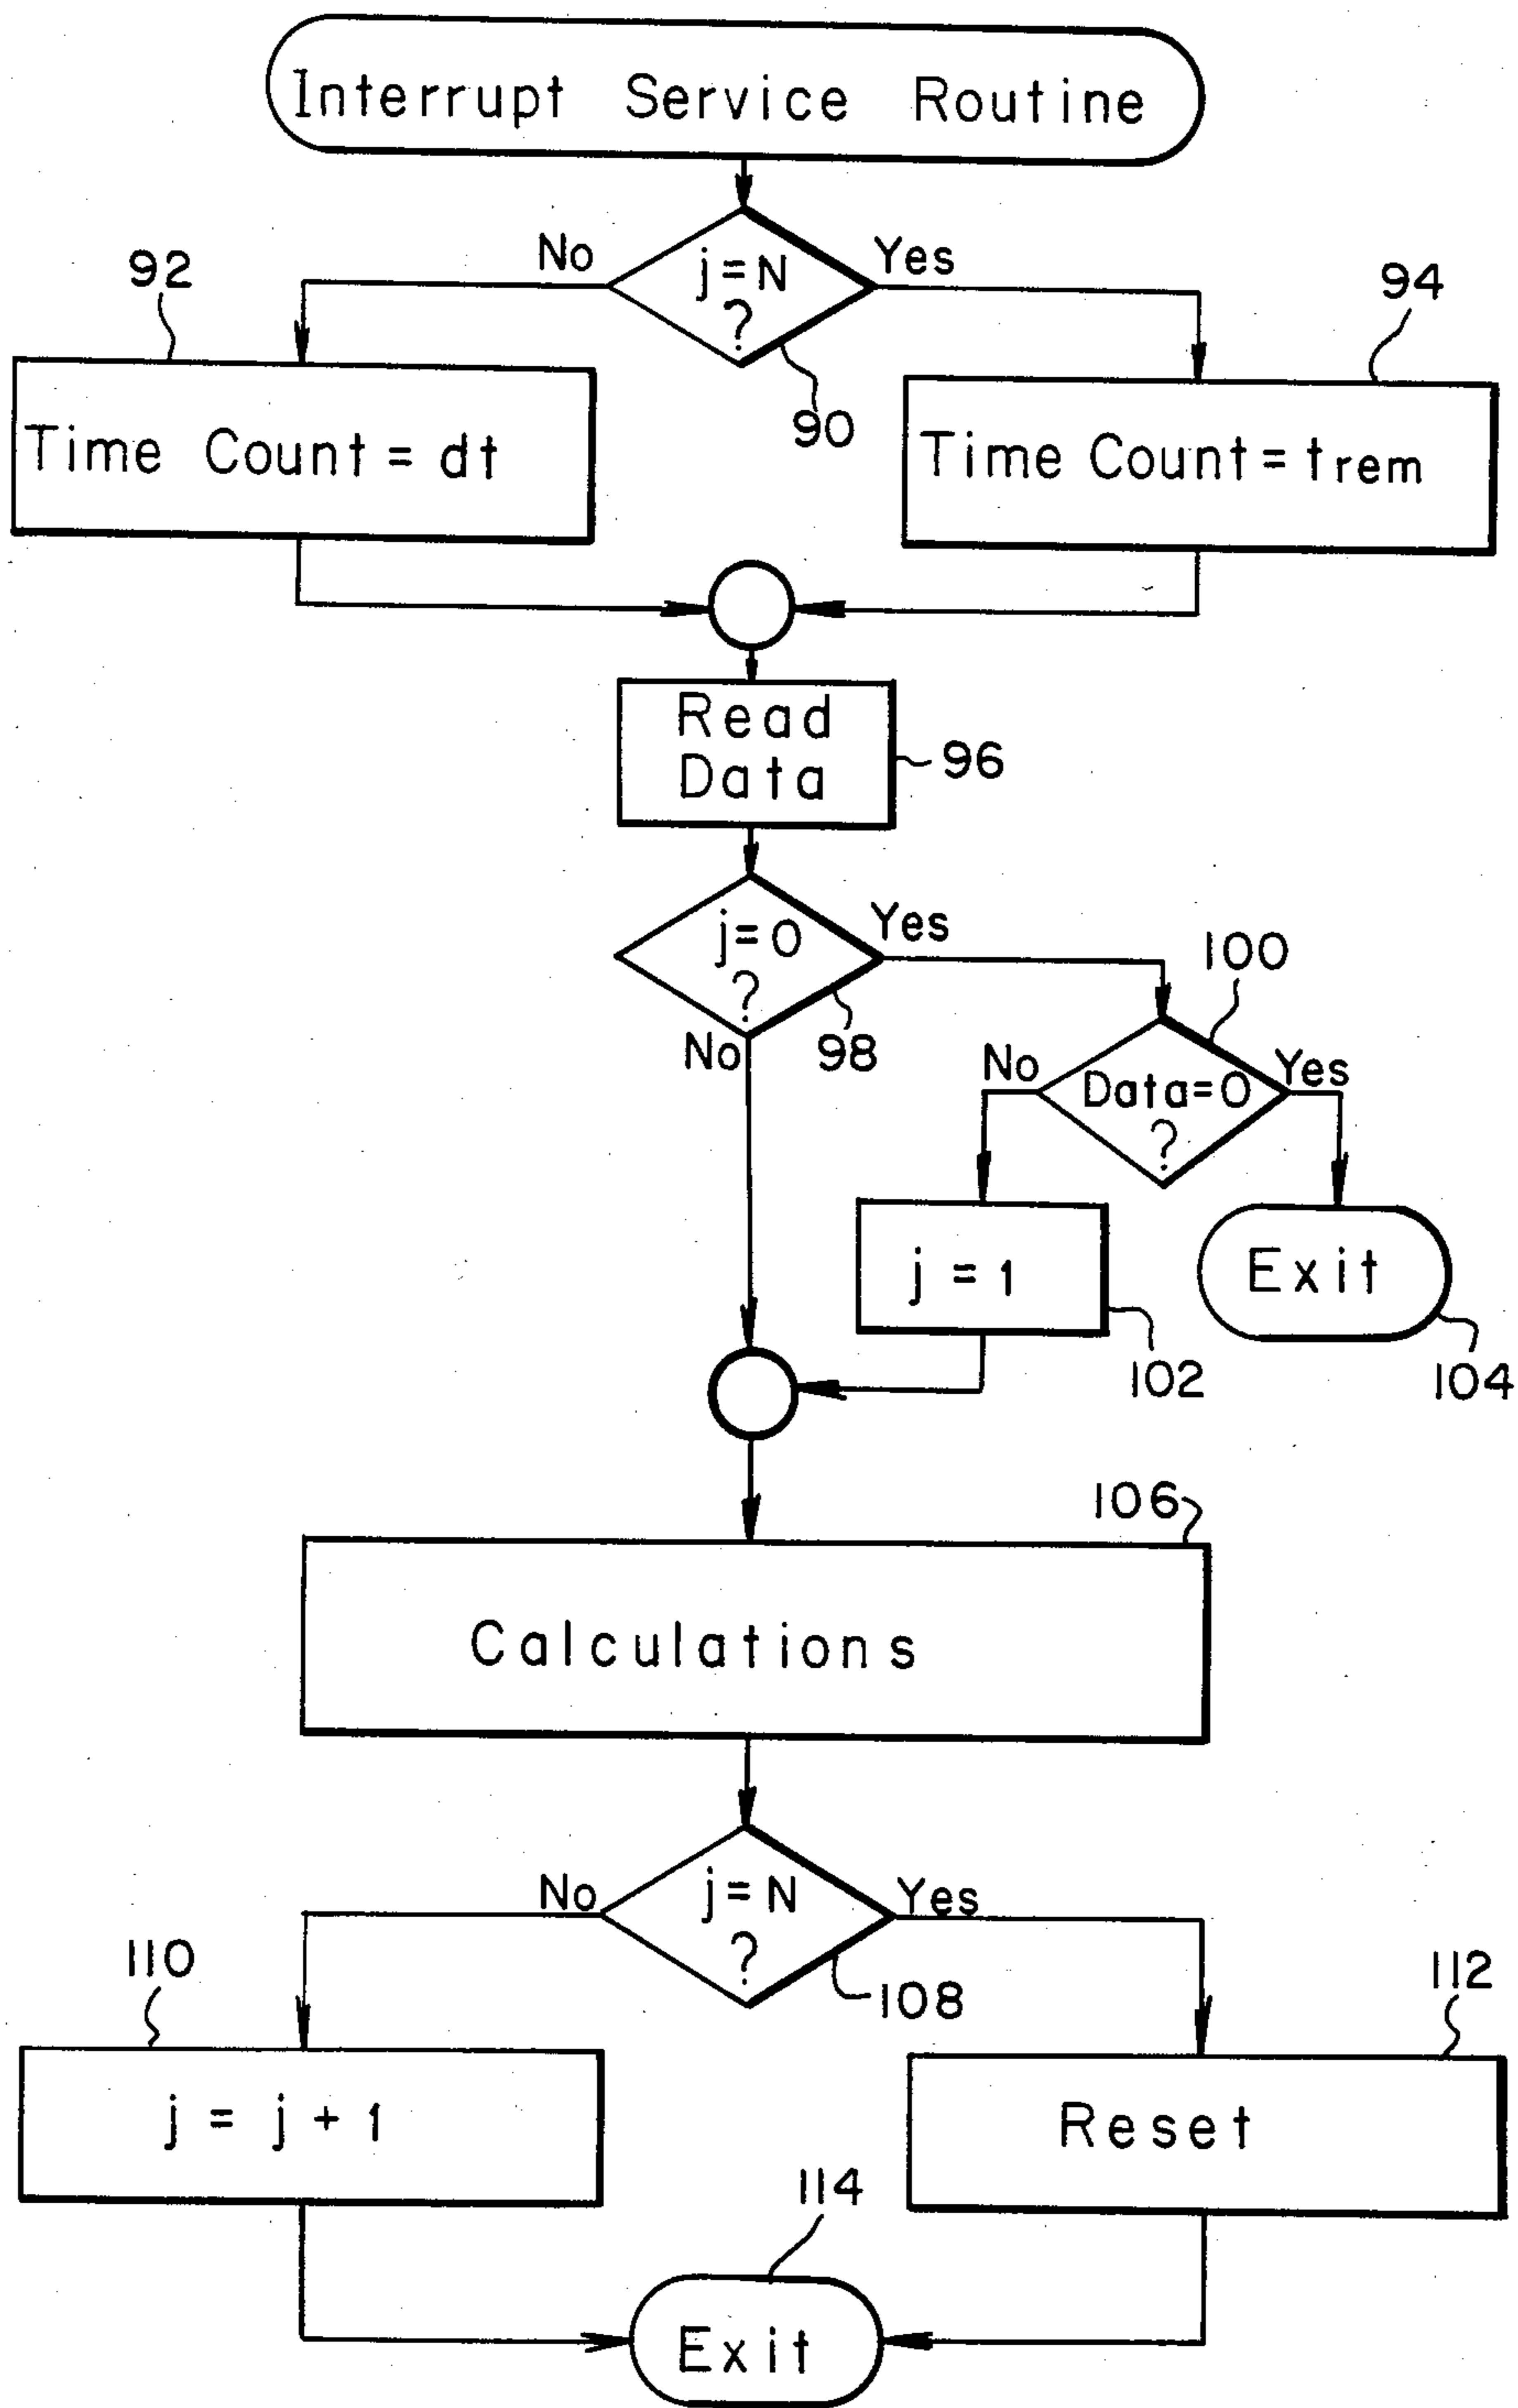 Interrupt Service Routine
No
j=N
?
Yes
92
94
90
Time Count = dt
Time Count = trem
Read
Data
96
j=0
?
Yes
No
98
100
No
Data=0
?
Yes
j = 1
Exit
102
104
106
Calculations
No
j=N
?
Yes
108
110
112
j = j + 1
Reset
114
Exit